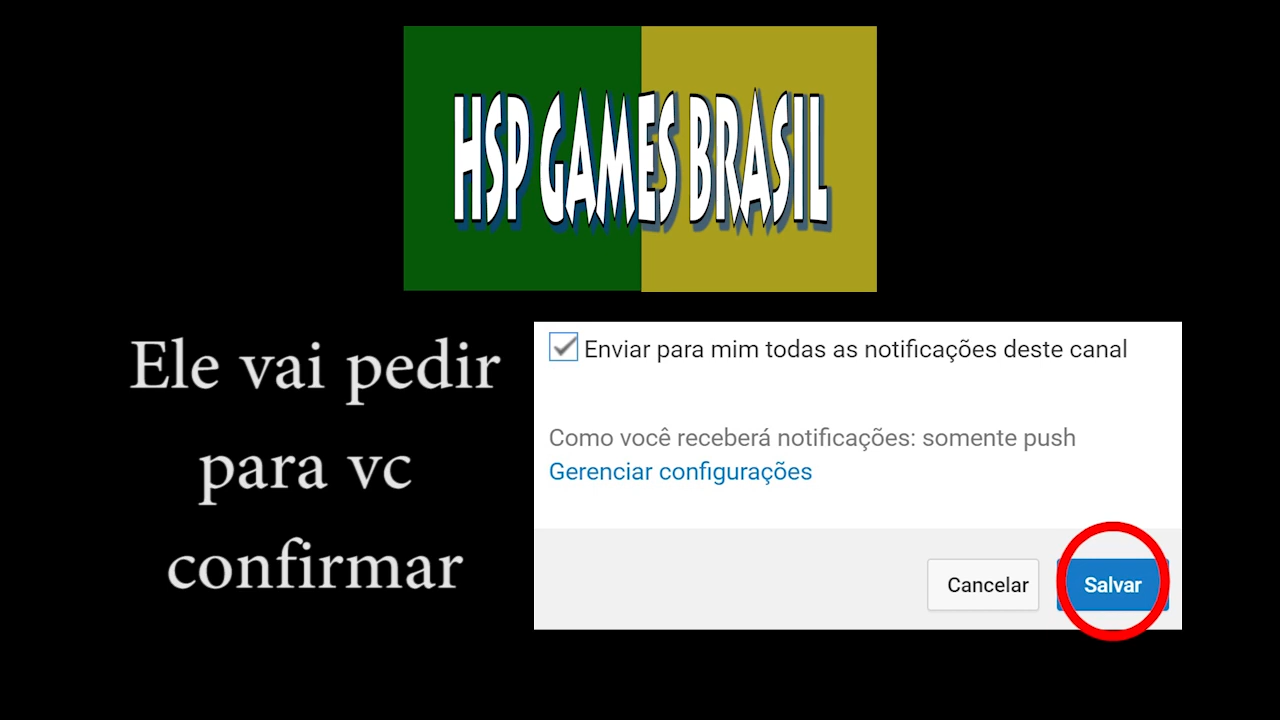 HSP GAMES BRASIL
Ele vai pedir
para vc
confirmar
Enviar para mim todas as notificações deste canal
Como você receberá notificações: somente push
Gerenciar configurações
Cancelar
Salvar